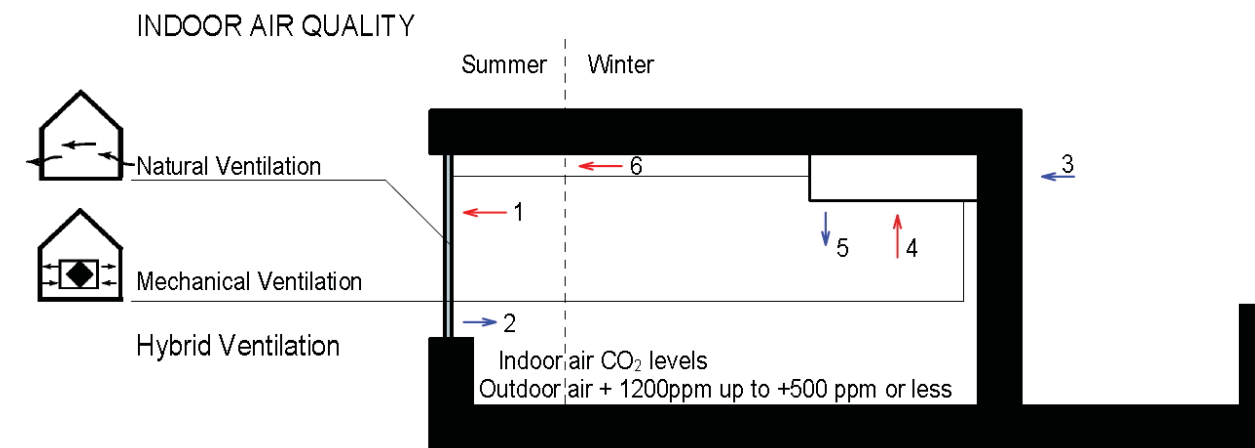 INDOOR AIR QUALITY
Summer
Winter
Natural Ventilation
6
3
1
5
4
Mechanical Ventilation
2
Hybrid Ventilation
Indoor air CO₂ levels
Outdoor air + 1200ppm up to +500 ppm or less